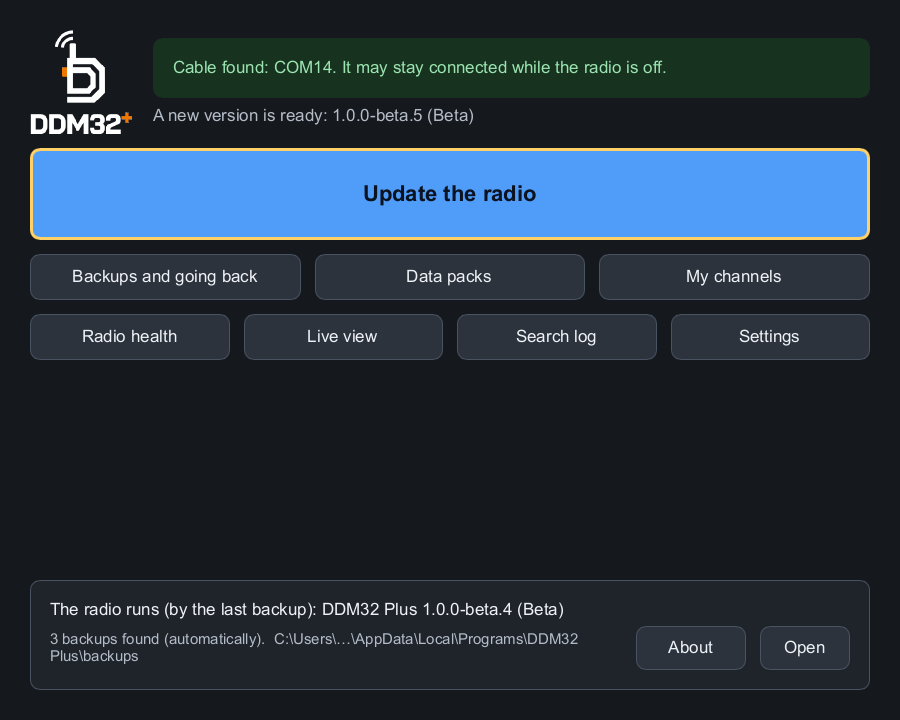 Cable found: COM14. It may stay connected while the radio is off.
DDM32+
A new version is ready: 1.0.0-beta.5 (Beta)
Update the radio
Backups and going back
Data packs
My channels
Radio health
Live view
Search log
Settings
The radio runs (by the last backup): DDM32 Plus 1.0.0-beta.4 (Beta)
3 backups found (automatically).  C:\Users\...\AppData\Local\Programs\DDM32
Plus\backups
About
Open